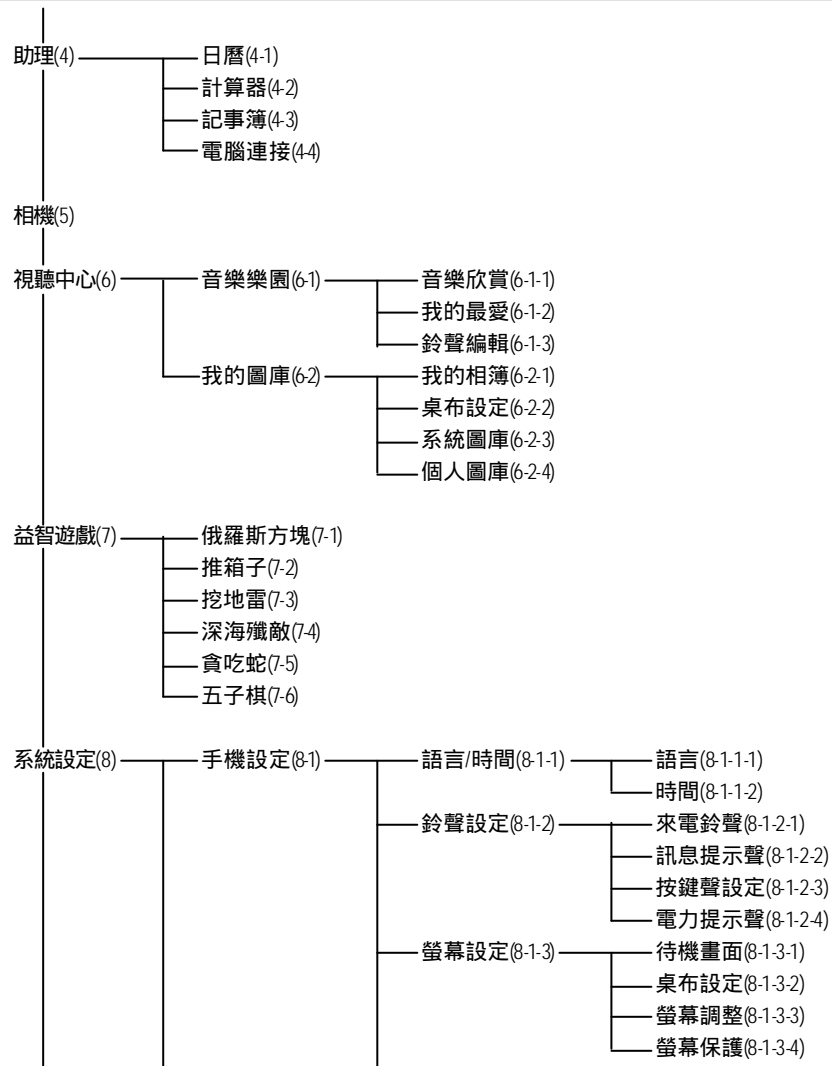 助理(4) 日曆(4-1)
計算器(4-2)
記事簿(4-3)
電腦連接(4-4)
相機(5)
視聽中心(6) 音樂樂園(6-1) 音樂欣賞(6-1-1)
我的最愛(6-1-2)
鈴聲編輯(6-1-3)
我的圖庫(6-2) 我的相簿(6-2-1)
桌布設定(6-2-2)
系統圖庫(6-2-3)
個人圖庫(6-2-4)
益智遊戲(7) 俄羅斯方塊(7-1)
推箱子(7-2)
挖地雷(7-3)
深海殲敵(7-4)
貪吃蛇(7-5)
五子棋(7-6)
系統設定(8) 手機設定(8-1) 語言/時間(8-1-1) 語言(8-1-1-1)
時間(8-1-1-2)
鈴聲設定(8-1-2) 來電鈴聲(8-1-2-1)
訊息提示聲(8-1-2-2)
按鍵聲設定(8-1-2-3)
電力提示聲(8-1-2-4)
螢幕設定(8-1-3) 待機畫面(8-1-3-1)
桌布設定(8-1-3-2)
螢幕調整(8-1-3-3)
螢幕保護(8-1-3-4)